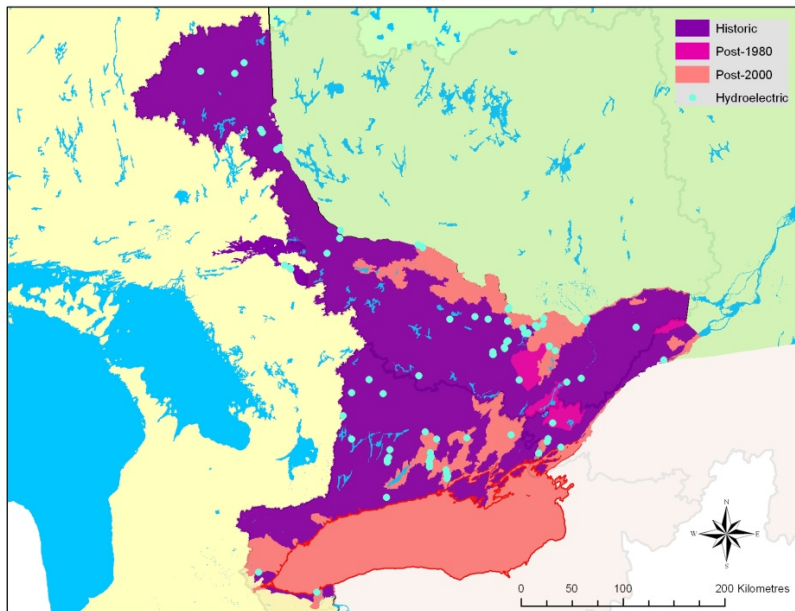 Historic
Post-1980
Post-2000
Hydroelectric
N
W E
S
0 50 100 200 Kilometres